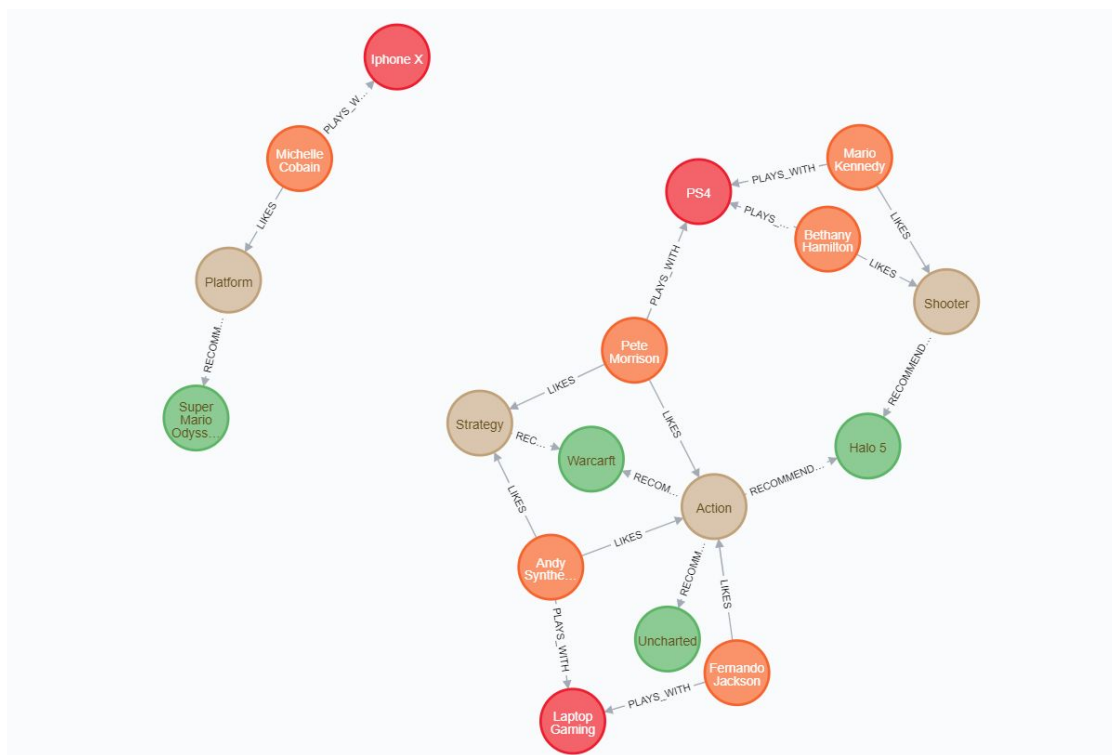 Iphone X
PLAYS_W...
Michelle
Cobain
LIKES
Platform
RECOMM...
Super
Mario
Odyss...
Mario
Kennedy
PLAYS_WITH
PS4
LIKES
PLAYS_...
Bethany
Hamilton
LIKES
Shooter
PLAYS_WITH
Pete
Morrison
RECOMMEND...
LIKES
LIKES
Strategy
REC...
Warcarft
Halo 5
RECOM...
RECOMMEND...
Action
LIKES
LIKES
Andy
Synthe...
RECOMM...
LIKES
PLAYS_WITH
Uncharted
Fernando
Jackson
PLAYS_WITH
Laptop
Gaming